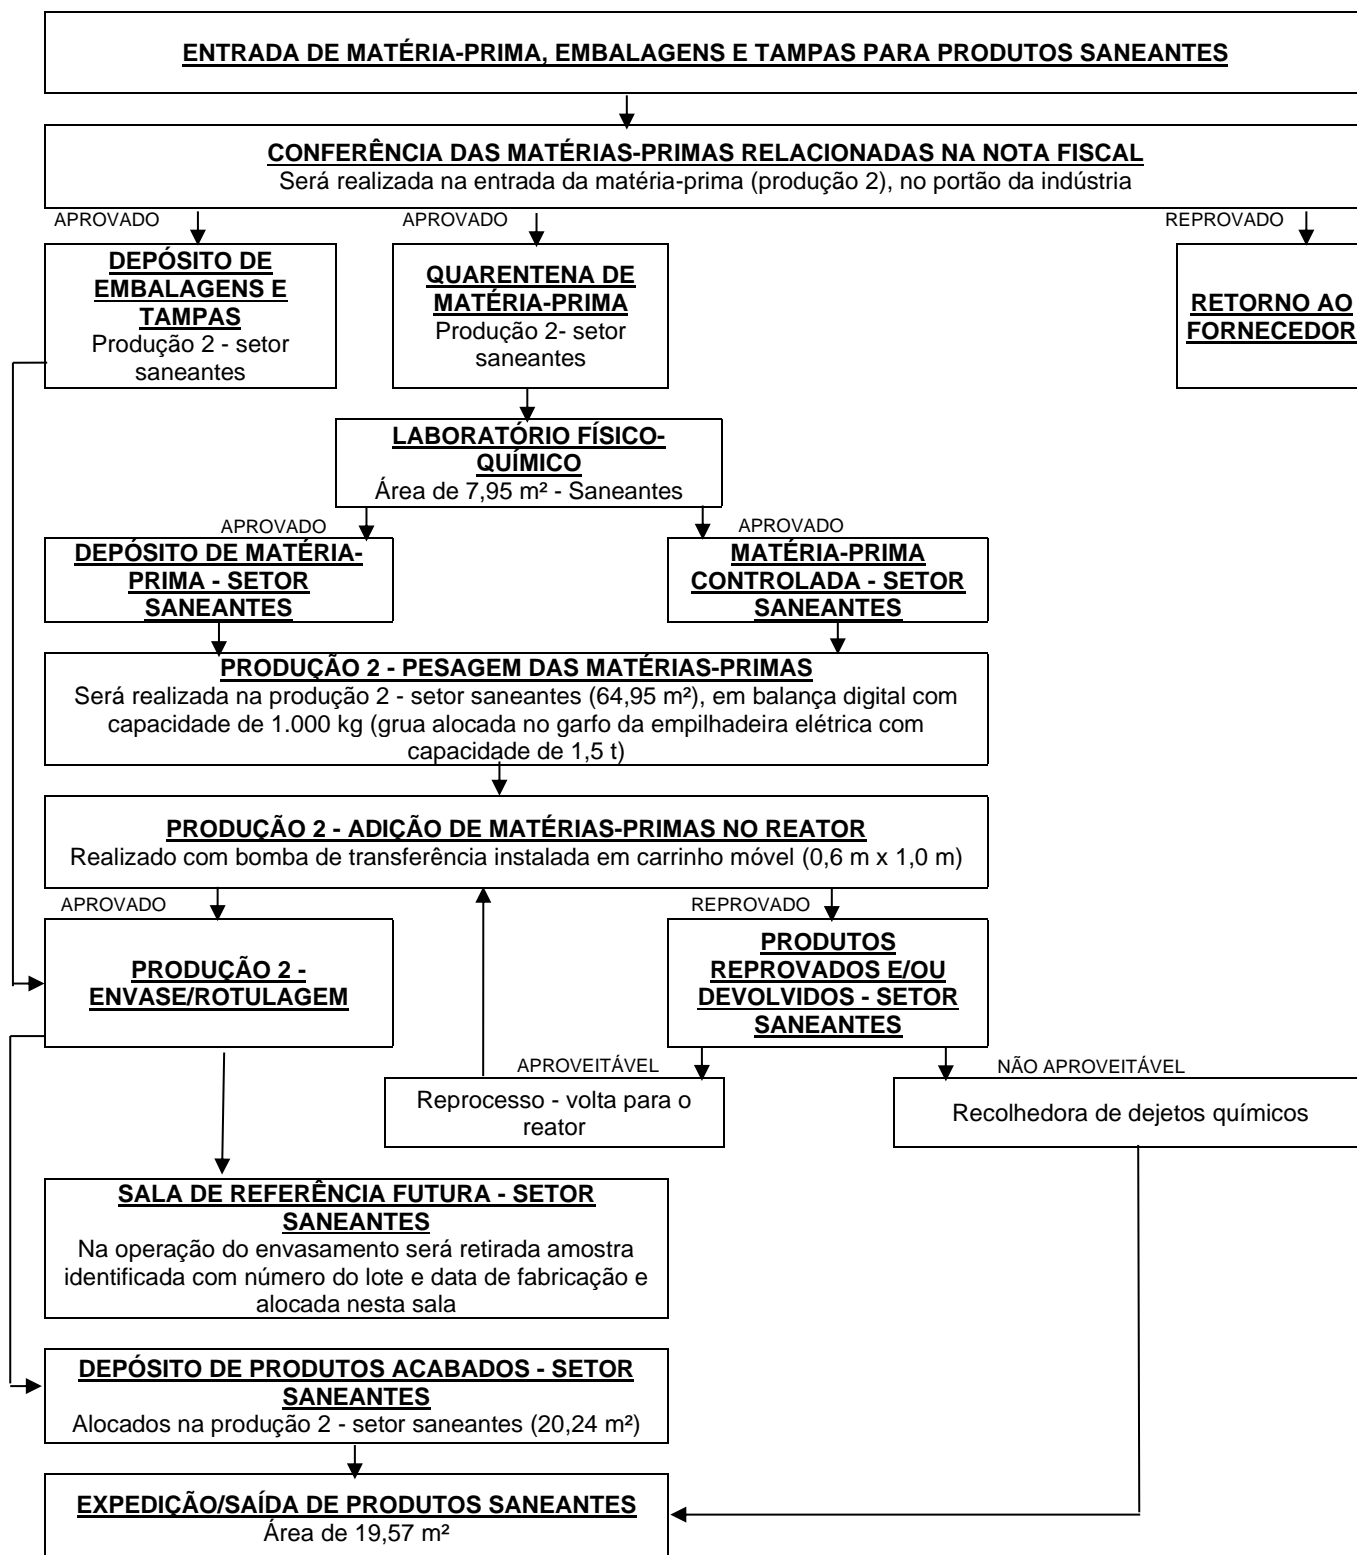 ENTRADA DE MATÉRIA-PRIMA, EMBALAGENS E TAMPAS PARA PRODUTOS SANEANTES
CONFERÊNCIA DAS MATÉRIAS-PRIMAS RELACIONADAS NA NOTA FISCAL
Será realizada na entrada da matéria-prima (produção 2), no portão da indústria
APROVADO
APROVADO
REPROVADO
DEPÓSITO DE
EMBALAGENS E
TAMPAS
Produção 2 - setor
saneantes
QUARENTENA DE
MATÉRIA-PRIMA
Produção 2- setor
saneantes
RETORNO AO
FORNECEDOR
LABORATÓRIO FÍSICO-
QUÍMICO
Área de 7,95 m² - Saneantes
APROVADO
APROVADO
DEPÓSITO DE MATÉRIA-
PRIMA - SETOR
SANEANTES
MATÉRIA-PRIMA
CONTROLADA - SETOR
SANEANTES
PRODUÇÃO 2 - PESAGEM DAS MATÉRIAS-PRIMAS
Será realizada na produção 2 - setor saneantes (64,95 m²), em balança digital com
capacidade de 1.000 kg (grua alocada no garfo da empilhadeira elétrica com
capacidade de 1,5 t)
PRODUÇÃO 2 - ADIÇÃO DE MATÉRIAS-PRIMAS NO REATOR
Realizado com bomba de transferência instalada em carrinho móvel (0,6 m x 1,0 m)
APROVADO
REPROVADO
PRODUÇÃO 2 -
ENVASE/ROTULAGEM
PRODUTOS
REPROVADOS E/OU
DEVOLVIDOS - SETOR
SANEANTES
APROVEITÁVEL
NÃO APROVEITÁVEL
Reprocesso - volta para o
reator
Recolhedora de dejetos químicos
SALA DE REFERÊNCIA FUTURA - SETOR
SANEANTES
Na operação do envasamento será retirada amostra
identificada com número do lote e data de fabricação e
alocada nesta sala
DEPÓSITO DE PRODUTOS ACABADOS - SETOR
SANEANTES
Alocados na produção 2 - setor saneantes (20,24 m²)
EXPEDIÇÃO/SAÍDA DE PRODUTOS SANEANTES
Área de 19,57 m²